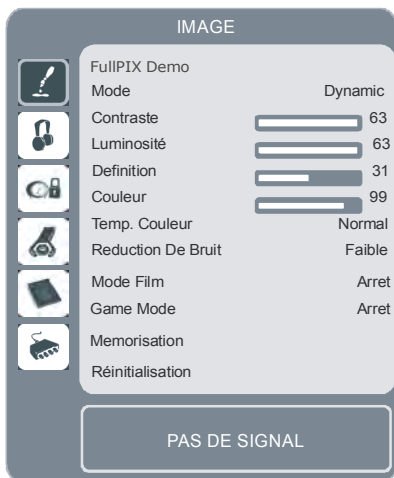 IMAGE
FullPIX Demo
Mode Dynamic
Contraste 63
Luminosité 63
Definition 31
Couleur 99
Temp. Couleur Normal
Reduction De Bruit Faible
Mode Film Arret
Game Mode Arret
Memorisation
Réinitialisation
PAS DE SIGNAL